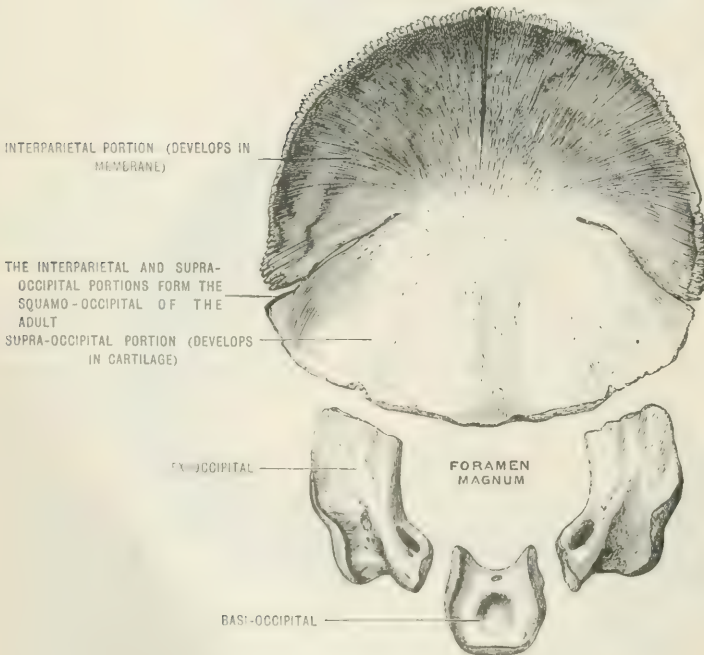 INTERPARIETAL PORTION (DEVELOPS IN
MEMBRANE)
THE INTERPARIETAL AND SUPRA-
OCCIPITAL PORTIONS FORM THE
SQUAMO-OCCIPITAL OF THE
ADULT
SUPRA-OCCIPITAL PORTION (DEVELOPS
IN CARTILAGE)
EX-OCCIPITAL
FORAMEN
MAGNUM
BASI-OCCIPITAL